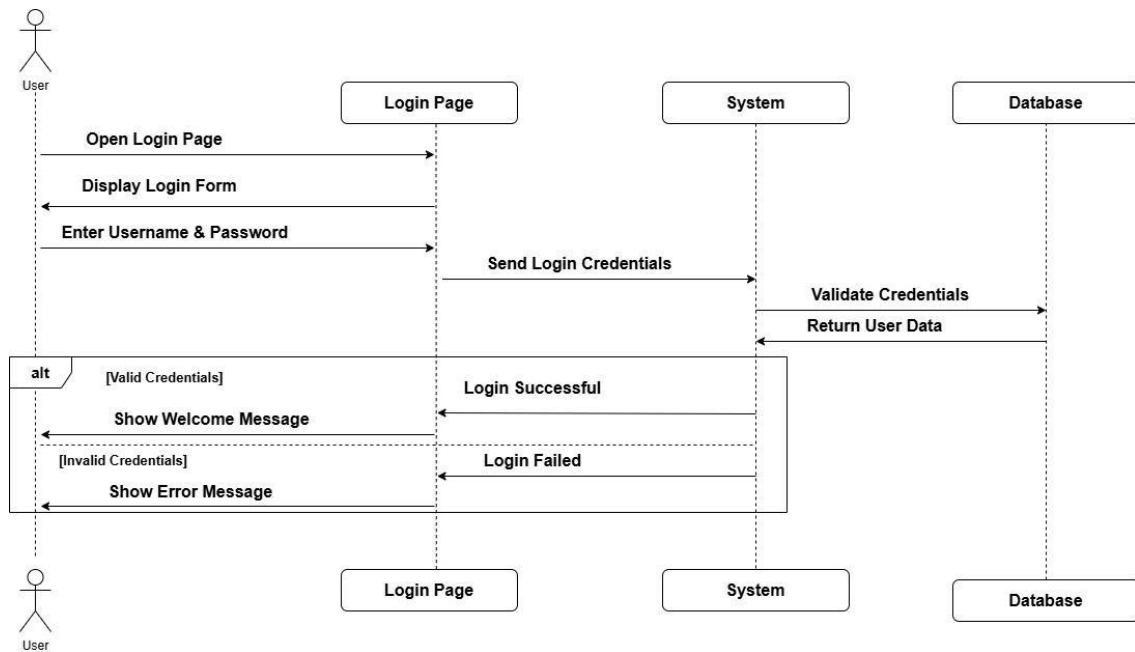 User
Login Page
System
Database
Open Login Page
Display Login Form
Enter Username & Password
Send Login Credentials
Validate Credentials
Return User Data
alt
[Valid Credentials]
Login Successful
Show Welcome Message
[Invalid Credentials]
Login Failed
Show Error Message
Login Page
System
Database
User